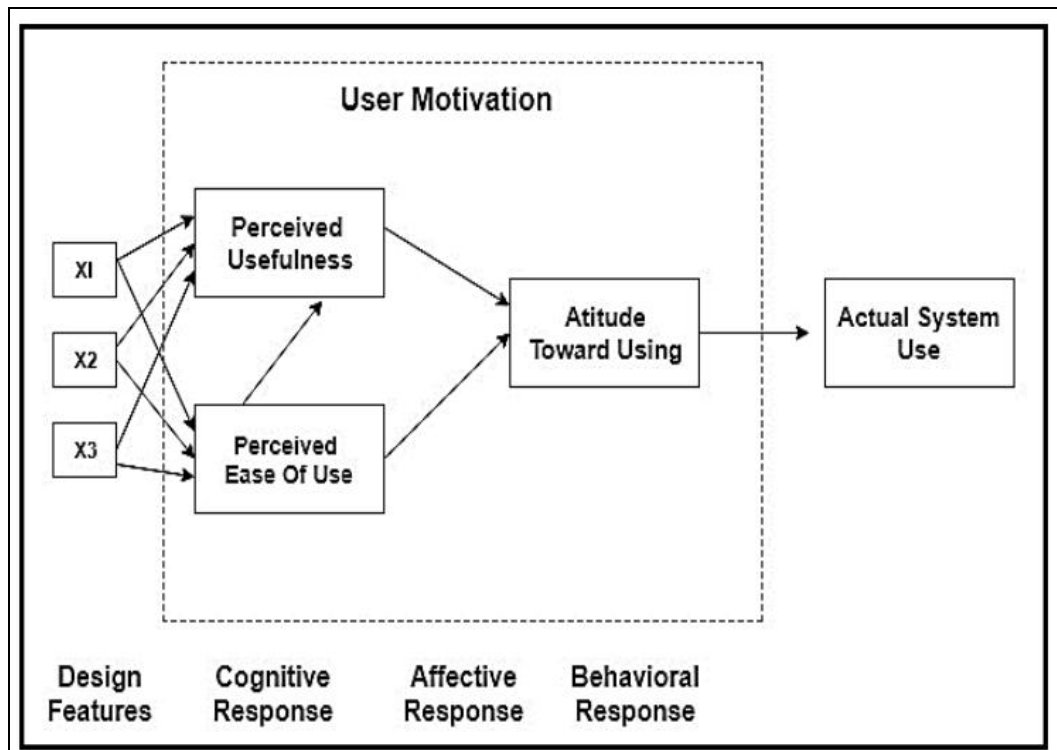 User Motivation
Perceived
Usefulness
XI
X2
X3
Perceived
Ease Of Use
Atitude
Toward Using
Actual System
Use
Design
Features
Cognitive
Response
Affective
Response
Behavioral
Response